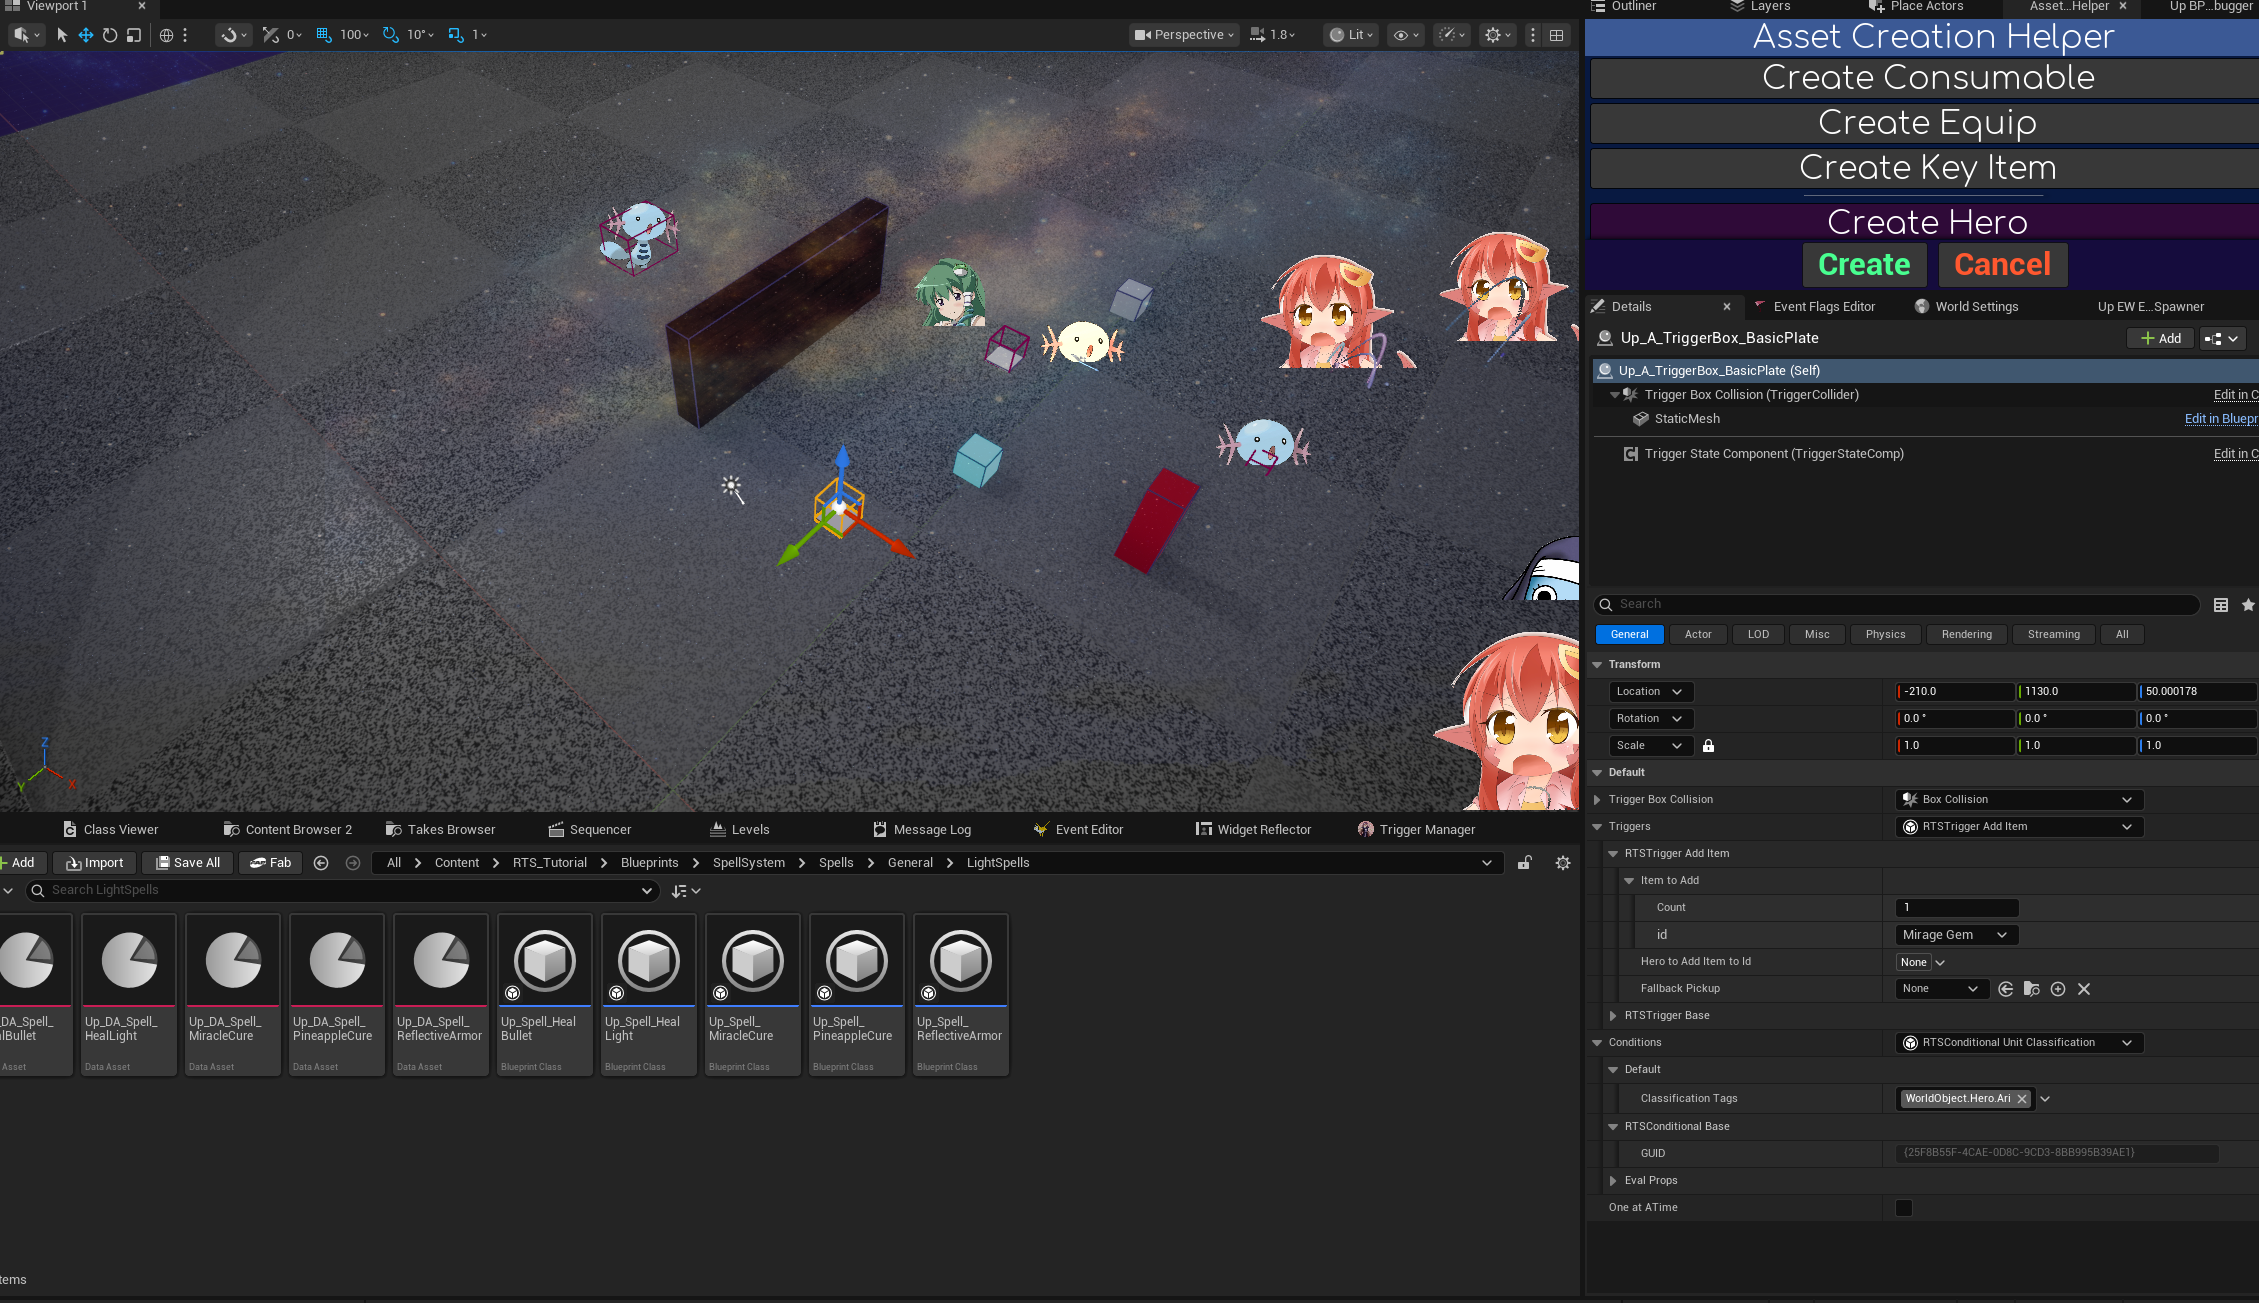 Viewport 1
0
100
10°
1
Perspective
1.8
Lit
Outliner
Layers
Place Actors
Asset...Helper
Up BP...bugger
Asset Creation Helper
Create Consumable
Create Equip
Create Key Item
Create Hero
Create
Cancel
Details
Event Flags Editor
World Settings
Up EW E...Spawner
Up_A_TriggerBox_BasicPlate
Add
Up_A_TriggerBox_BasicPlate (Self)
Trigger Box Collision (TriggerCollider)
Edit in C
StaticMesh
Edit in Bluepr
Trigger State Component (TriggerStateComp)
Edit in C
Search
General
Actor
LOD
Misc
Physics
Rendering
Streaming
All
Transform
Location
-210.0
1130.0
50.000178
Rotation
0.0 °
0.0 °
0.0 °
Scale
1.0
1.0
1.0
Default
Trigger Box Collision
Box Collision
Triggers
RTSTrigger Add Item
RTSTrigger Add Item
Item to Add
Count
1
id
Mirage Gem
Hero to Add Item to Id
None
Fallback Pickup
None
RTSTrigger Base
Conditions
RTSConditional Unit Classification
Default
Classification Tags
WorldObject.Hero.Ari
RTSConditional Base
GUID
{25F8B55F-4CAE-0D8C-9CD3-8BB995B39AE1}
Eval Props
One at ATime
Z
Y
X
Class Viewer
Content Browser 2
Takes Browser
Sequencer
Levels
Message Log
Event Editor
Widget Reflector
Trigger Manager
Add
Import
Save All
Fab
All
Content
RTS_Tutorial
Blueprints
SpellSystem
Spells
General
LightSpells
Search LightSpells
_DA_Spell_
lBullet
Asset
Up_DA_Spell_
HealLight
Data Asset
Up_DA_Spell_
MiracleCure
Data Asset
Up_DA_Spell_
PineappleCure
Data Asset
Up_DA_Spell_
ReflectiveArmor
Data Asset
Up_Spell_Heal
Bullet
Blueprint Class
Up_Spell_Heal
Light
Blueprint Class
Up_Spell_
MiracleCure
Blueprint Class
Up_Spell_
PineappleCure
Blueprint Class
Up_Spell_
ReflectiveArmor
Blueprint Class
tems